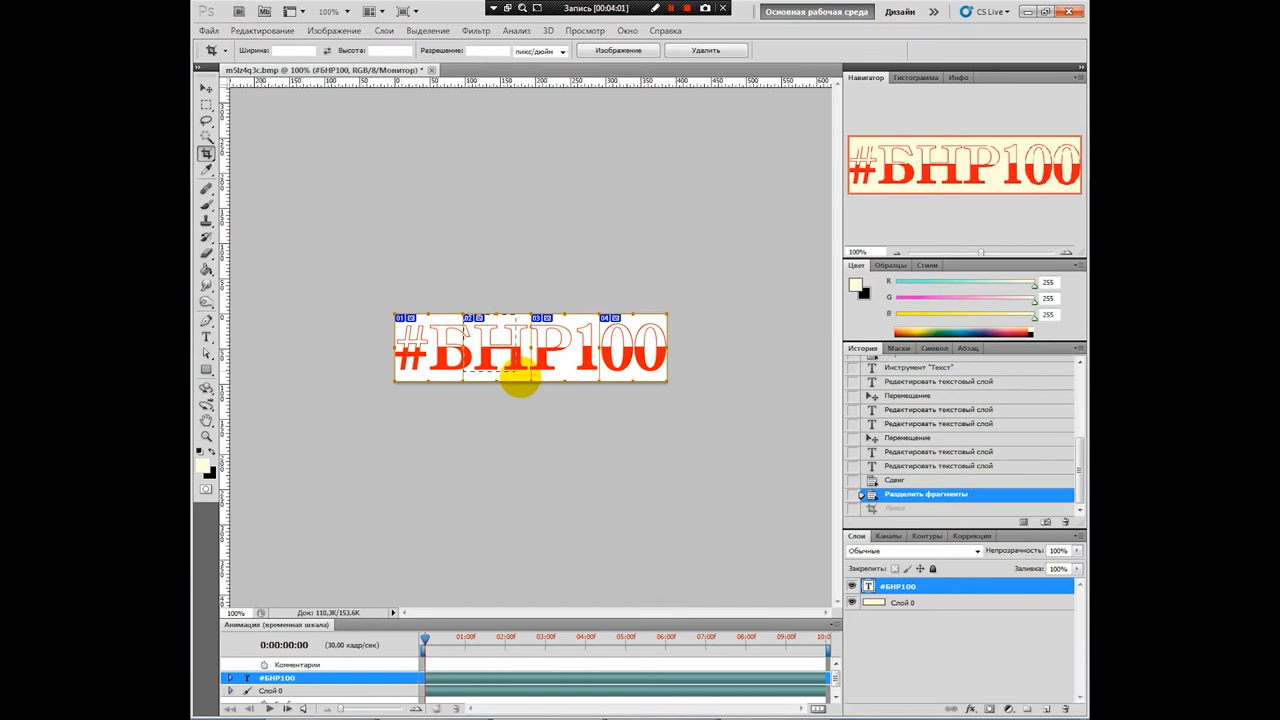 Ps Br Mb 100% Запись [00:04:01] Основная рабочая среда Дизайн CS Live
Файл Редактирование Изображение Слои Выделение Фильтр Анализ 3D Просмотр Окно Справка
Ширина: Высота: Разрешение: пикс/дюйм Изображение Удалить
m5lz4q3c.bmp @ 100% (#БНР100, RGB/8/Монитор) *
Навигатор Гистограмма Инфо
#БНР100
100%
Цвет Образцы Стили
R 255
G 255
B 255
01 02 03 04
#БНР100
История Маски Символ Абзац
Инструмент "Текст"
Редактировать текстовый слой
Перемещение
Редактировать текстовый слой
Редактировать текстовый слой
Перемещение
Редактировать текстовый слой
Редактировать текстовый слой
Сдвиг
Разделить фрагменты
Рамка
Слои Каналы Контуры Коррекция
Обычные Непрозрачность: 100%
Закрепить: Заливка: 100%
T #БНР100
Слой 0
100% Док: 110,3K/153,6K
Анимация (временная шкала)
0:00:00:00 (30,00 кадр/сек) 01:00f 02:00f 03:00f 04:00f 05:00f 06:00f 07:00f 08:00f 09:00f 10:0
Комментарии
T #БНР100
Слой 0